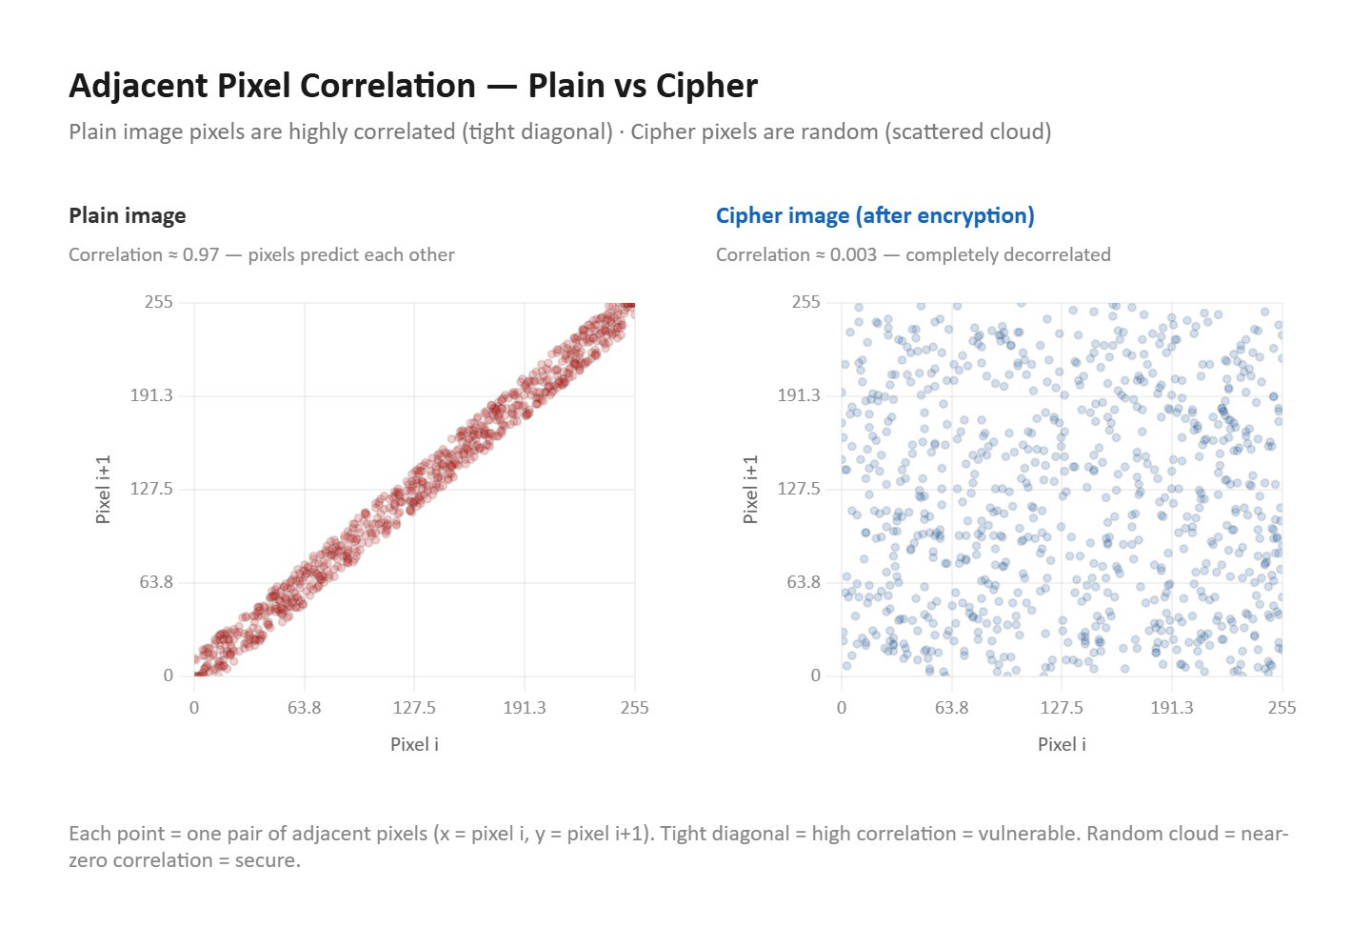 Adjacent Pixel Correlation — Plain vs Cipher
Plain image pixels are highly correlated (tight diagonal) · Cipher pixels are random (scattered cloud)
Plain image
Correlation ≈ 0.97 — pixels predict each other
255
191.3
127.5
63.8
0
Pixel i+1
0 63.8 127.5 191.3 255
Pixel i
Cipher image (after encryption)
Correlation ≈ 0.003 — completely decorrelated
255
191.3
127.5
63.8
0
Pixel i+1
0 63.8 127.5 191.3 255
Pixel i
Each point = one pair of adjacent pixels (x = pixel i, y = pixel i+1). Tight diagonal = high correlation = vulnerable. Random cloud = near-
zero correlation = secure.